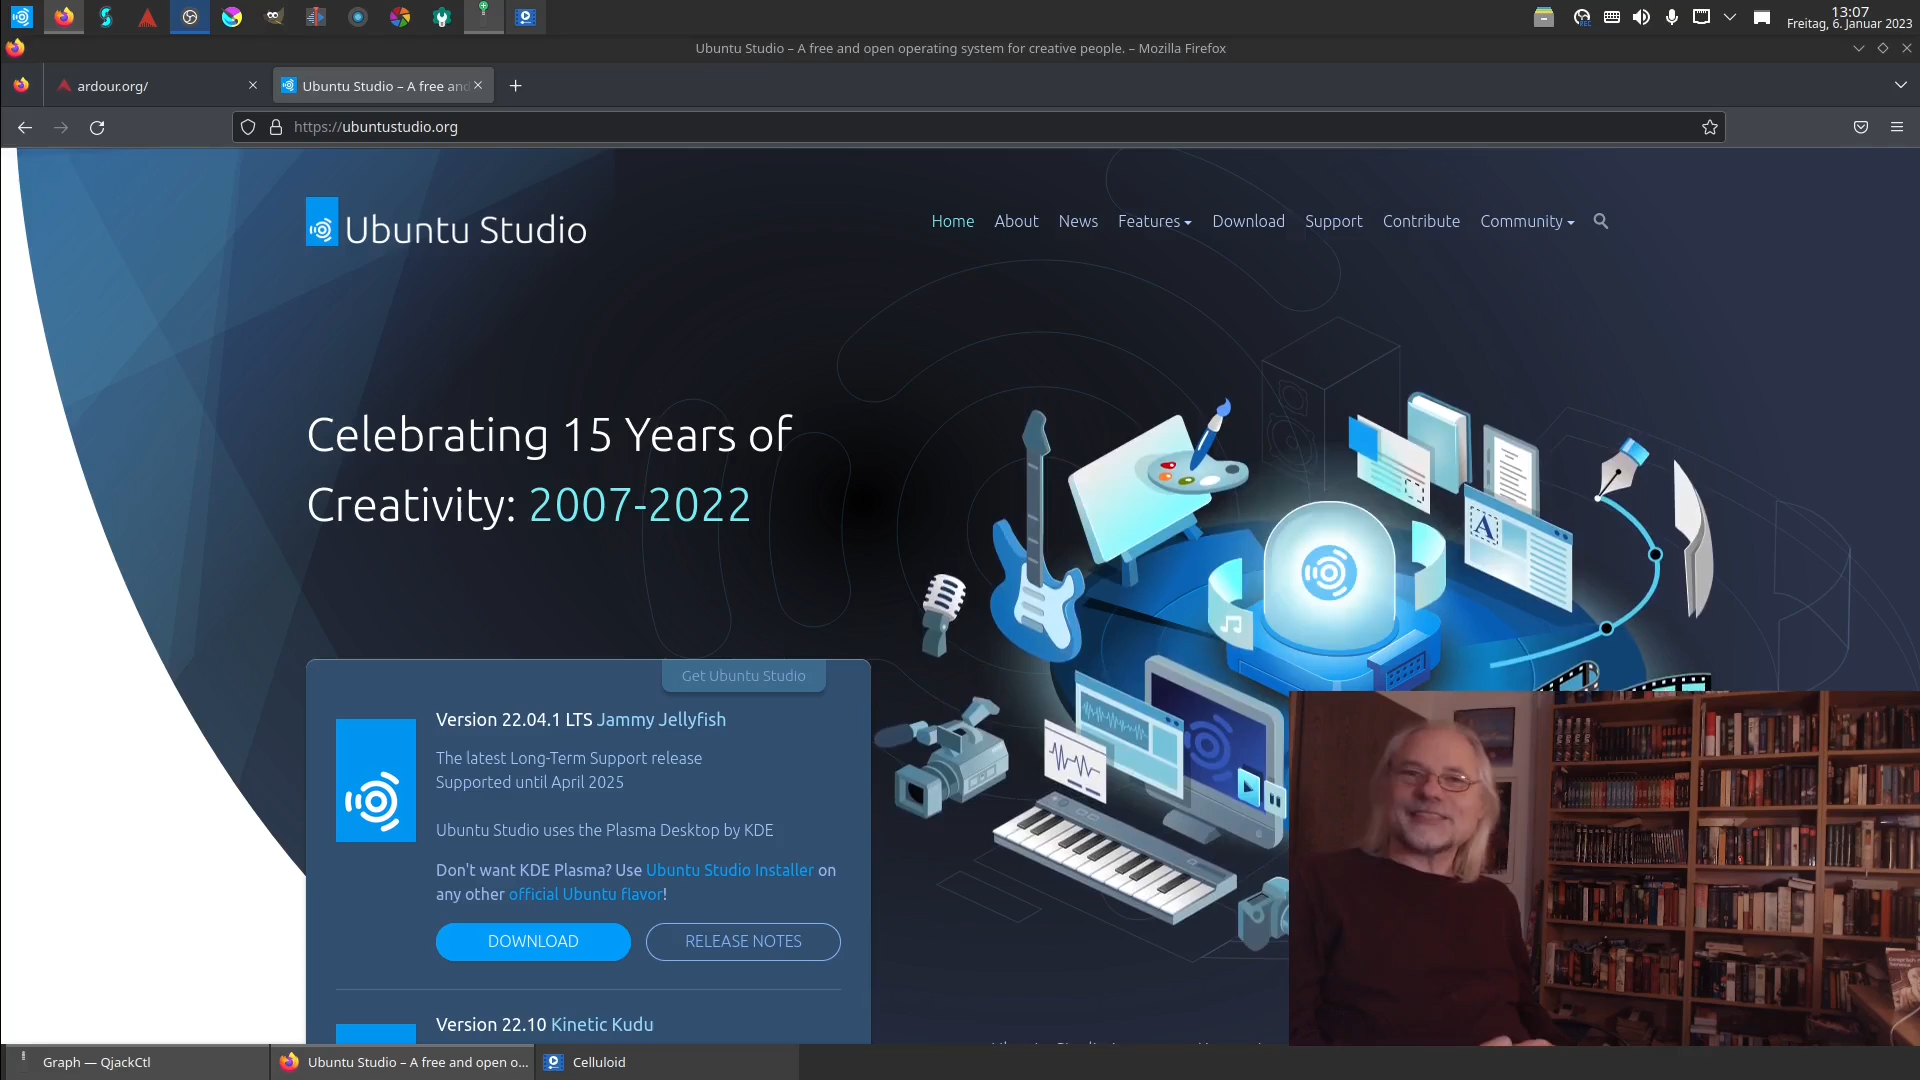 13:07
Freitag, 6. Januar 2023
Ubuntu Studio – A free and open operating system for creative people. – Mozilla Firefox
ardour.org/
Ubuntu Studio – A free and
https://ubuntustudio.org
Ubuntu Studio
Home About News Features Download Support Contribute Community
Celebrating 15 Years of
Creativity: 2007-2022
A
Get Ubuntu Studio
Version 22.04.1 LTS Jammy Jellyfish
The latest Long-Term Support release
Supported until April 2025
Ubuntu Studio uses the Plasma Desktop by KDE
Don't want KDE Plasma? Use Ubuntu Studio Installer on
any other official Ubuntu flavor!
DOWNLOAD RELEASE NOTES
Version 22.10 Kinetic Kudu
Graph — QjackCtl
Ubuntu Studio – A free and open o...
Celluloid